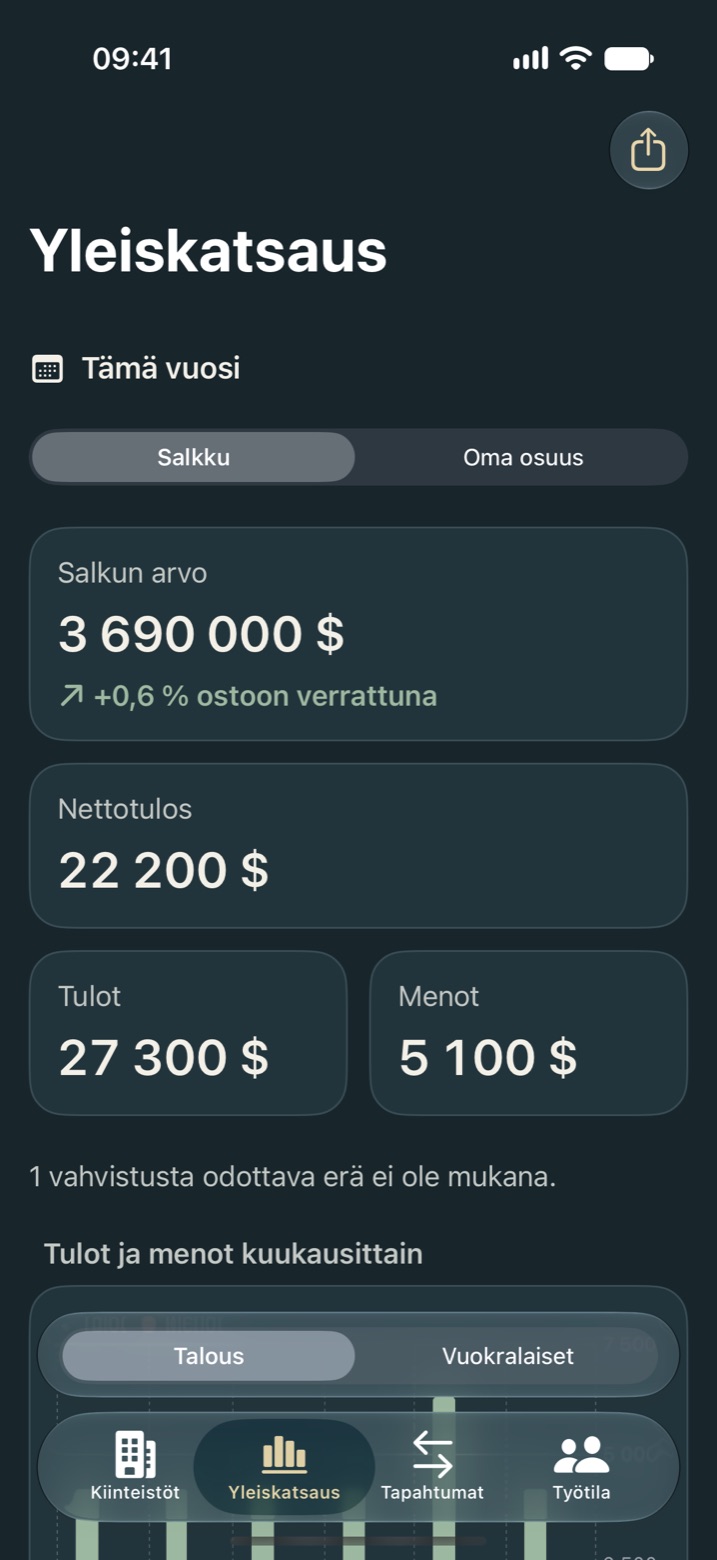 09:41
Yleiskatsaus
Tämä vuosi
Salkku
Oma osuus
Salkun arvo
3 690 000 $
+0,6 % ostoon verrattuna
Nettotulos
22 200 $
Tulot
27 300 $
Menot
5 100 $
1 vahvistusta odottava erä ei ole mukana.
Tulot ja menot kuukausittain
Talous
Vuokralaiset
Kiinteistöt
Yleiskatsaus
Tapahtumat
Työtila